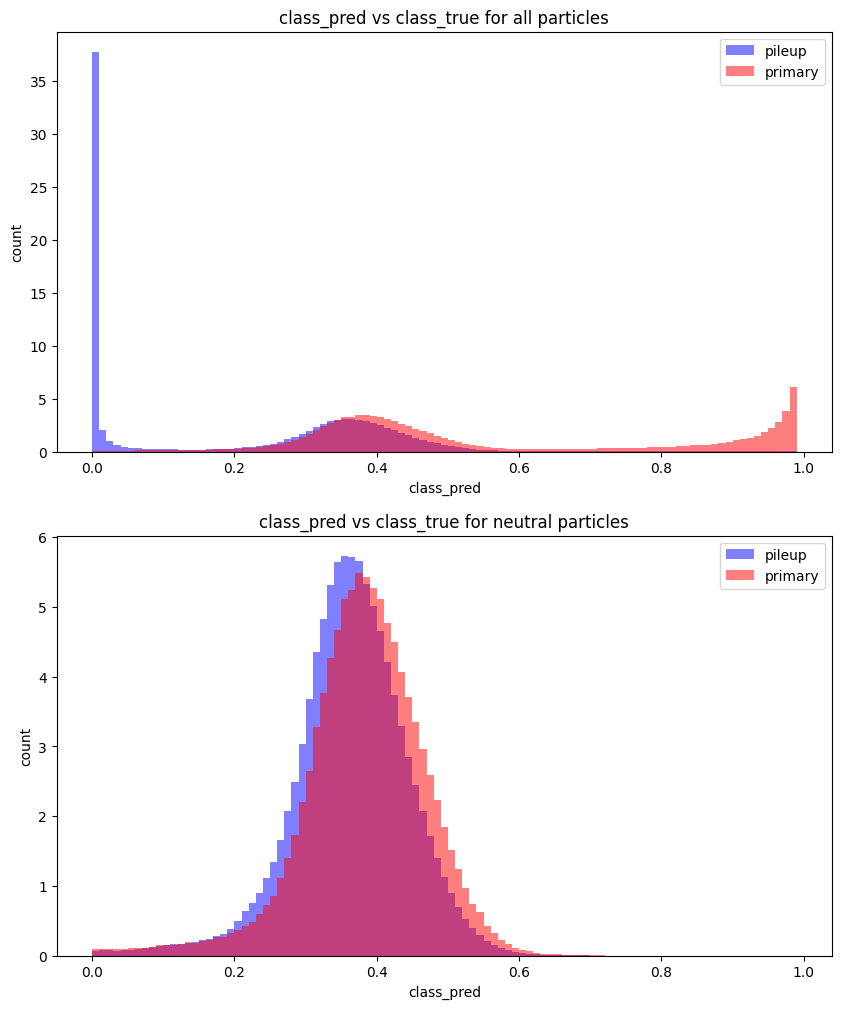 class_pred vs class_true for all particles
pileup
primary
35
30
25
20
15
10
5
0
count
0.0 0.2 0.4 0.6 0.8 1.0
class_pred
class_pred vs class_true for neutral particles
pileup
primary
6
5
4
3
2
1
0
count
0.0 0.2 0.4 0.6 0.8 1.0
class_pred